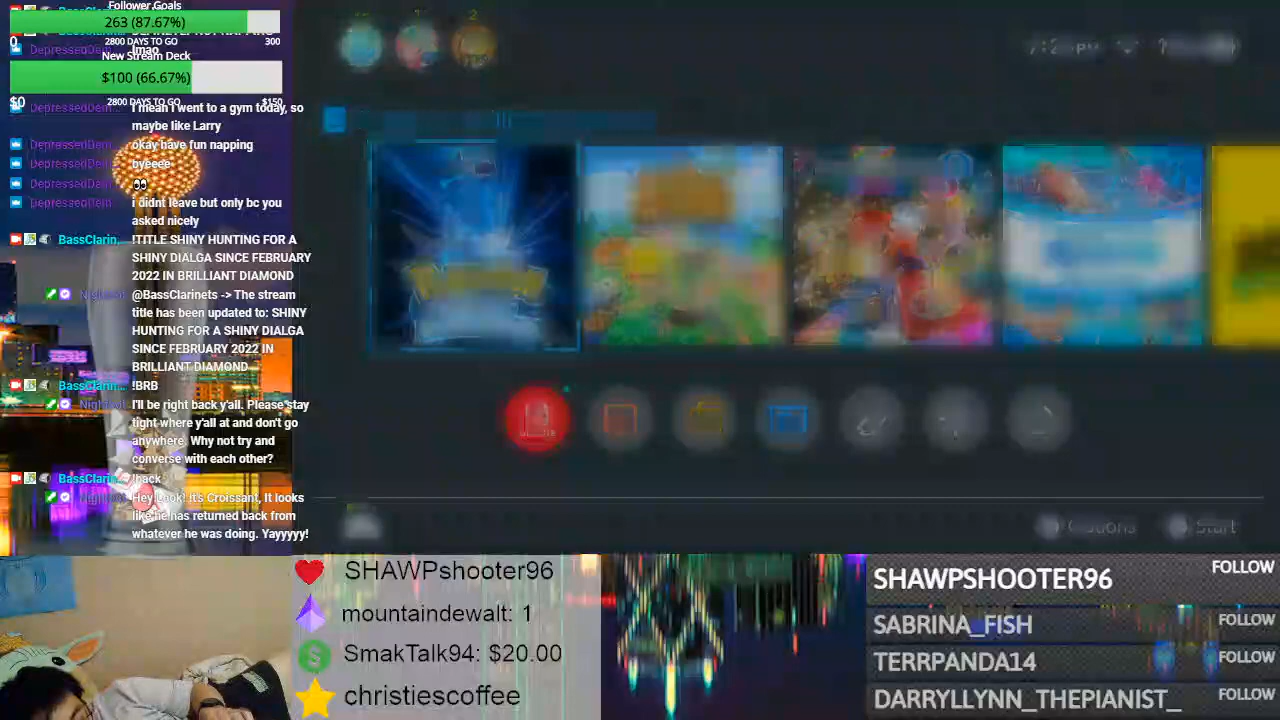 Follower Goals
263 (87.67%)
0 2800 DAYS TO GO 300
lmao
New Stream Deck
$100 (66.67%)
$0 2800 DAYS TO GO $150
I mean i went to a gym today, so
maybe like Larry
okay have fun napping
byeeee
i didnt leave but only bc you
asked nicely
BassClarin... !TITLE SHINY HUNTING FOR A
SHINY DIALGA SINCE FEBRUARY
2022 IN BRILLIANT DIAMOND
@BassClarinets -> The stream
title has been updated to: SHINY
HUNTING FOR A SHINY DIALGA
SINCE FEBRUARY 2022 IN
BRILLIANT DIAMOND
BassClarin... !BRB
I'll be right back y'all. Please stay
tight where y'all at and don't go
anywhere. Why not try and
converse with each other?
BassClarin... !back
Hey Look! It's Croissant, It looks
like he has returned back from
whatever he was doing. Yayyyyy!
Options Start
SHAWPshooter96
mountaindewalt: 1
SmakTalk94: $20.00
christiescoffee
SHAWPSHOOTER96 FOLLOW
SABRINA_FISH FOLLOW
TERRPANDA14 FOLLOW
DARRYLLYNN_THEPIANIST_ FOLLOW